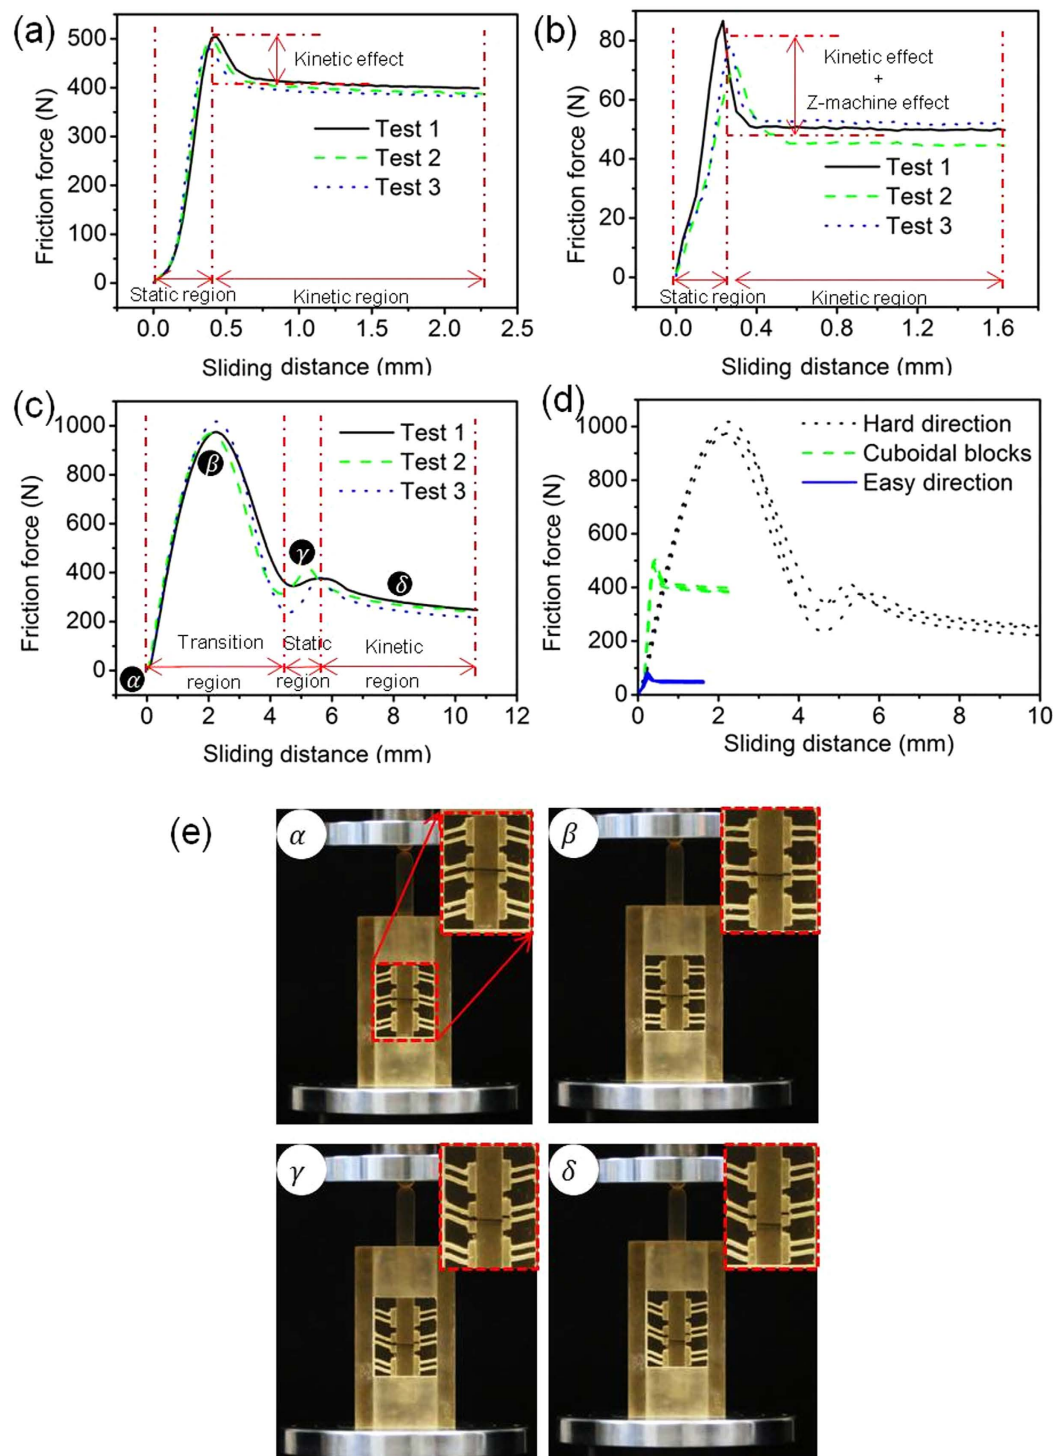 (a)
Friction force (N)
500
400
300
200
100
0
Kinetic effect
Test 1
Test 2
Test 3
Static region
Kinetic region
0.0 0.5 1.0 1.5 2.0 2.5
Sliding distance (mm)
(b)
Friction force (N)
80
60
40
20
0
Kinetic effect
+
Z-machine effect
Test 1
Test 2
Test 3
Static region
Kinetic region
0.0 0.4 0.8 1.2 1.6
Sliding distance (mm)
(c)
Friction force (N)
1000
800
600
400
200
0
Test 1
Test 2
Test 3
β
γ
δ
α
Transition
region
Static
region
Kinetic
region
0 2 4 6 8 10 12
Sliding distance (mm)
(d)
Friction force (N)
1000
800
600
400
200
0
Hard direction
Cuboidal blocks
Easy direction
0 2 4 6 8 10
Sliding distance (mm)
(e)
α
β
γ
δ